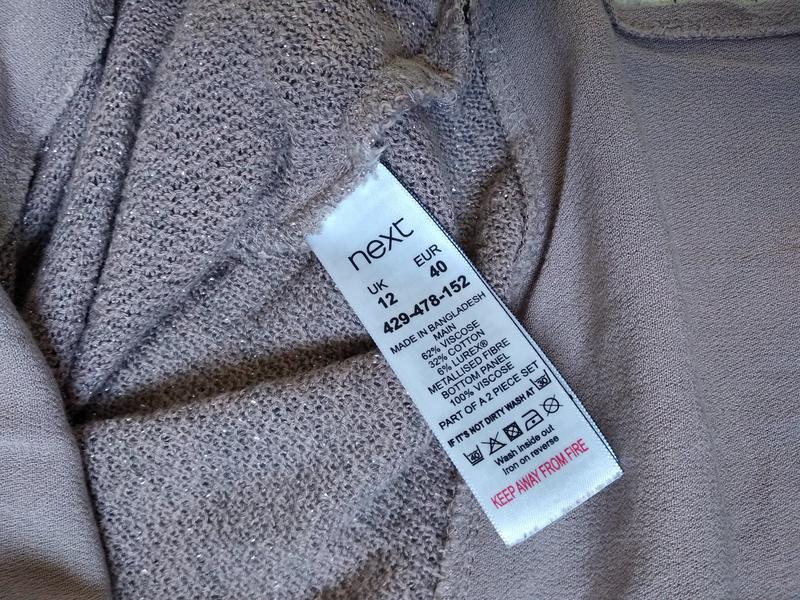 next
UK EUR
12 40
429-478-152
MADE IN BANGLADESH
MAIN
62% VISCOSE
32% COTTON
6% LUREX®
METALLISED FIBRE
BOTTOM PANEL
100% VISCOSE
PART OF A 2 PIECE SET
IF IT'S NOT DIRTY WASH AT 30
40
Wash inside out
Iron on reverse
KEEP AWAY FROM FIRE